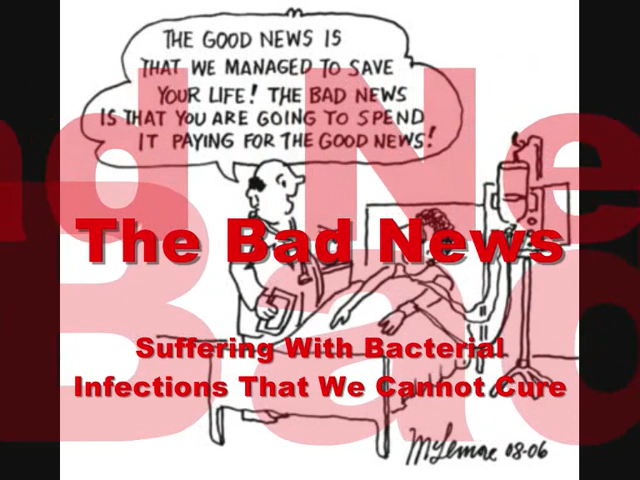 THE GOOD NEWS IS
THAT WE MANAGED TO SAVE
YOUR LIFE! THE BAD NEWS
IS THAT YOU ARE GOING TO SPEND
IT PAYING FOR THE GOOD NEWS!
The Bad News
Suffering With Bacterial
Infections That We Cannot Cure
McLemore 08-06